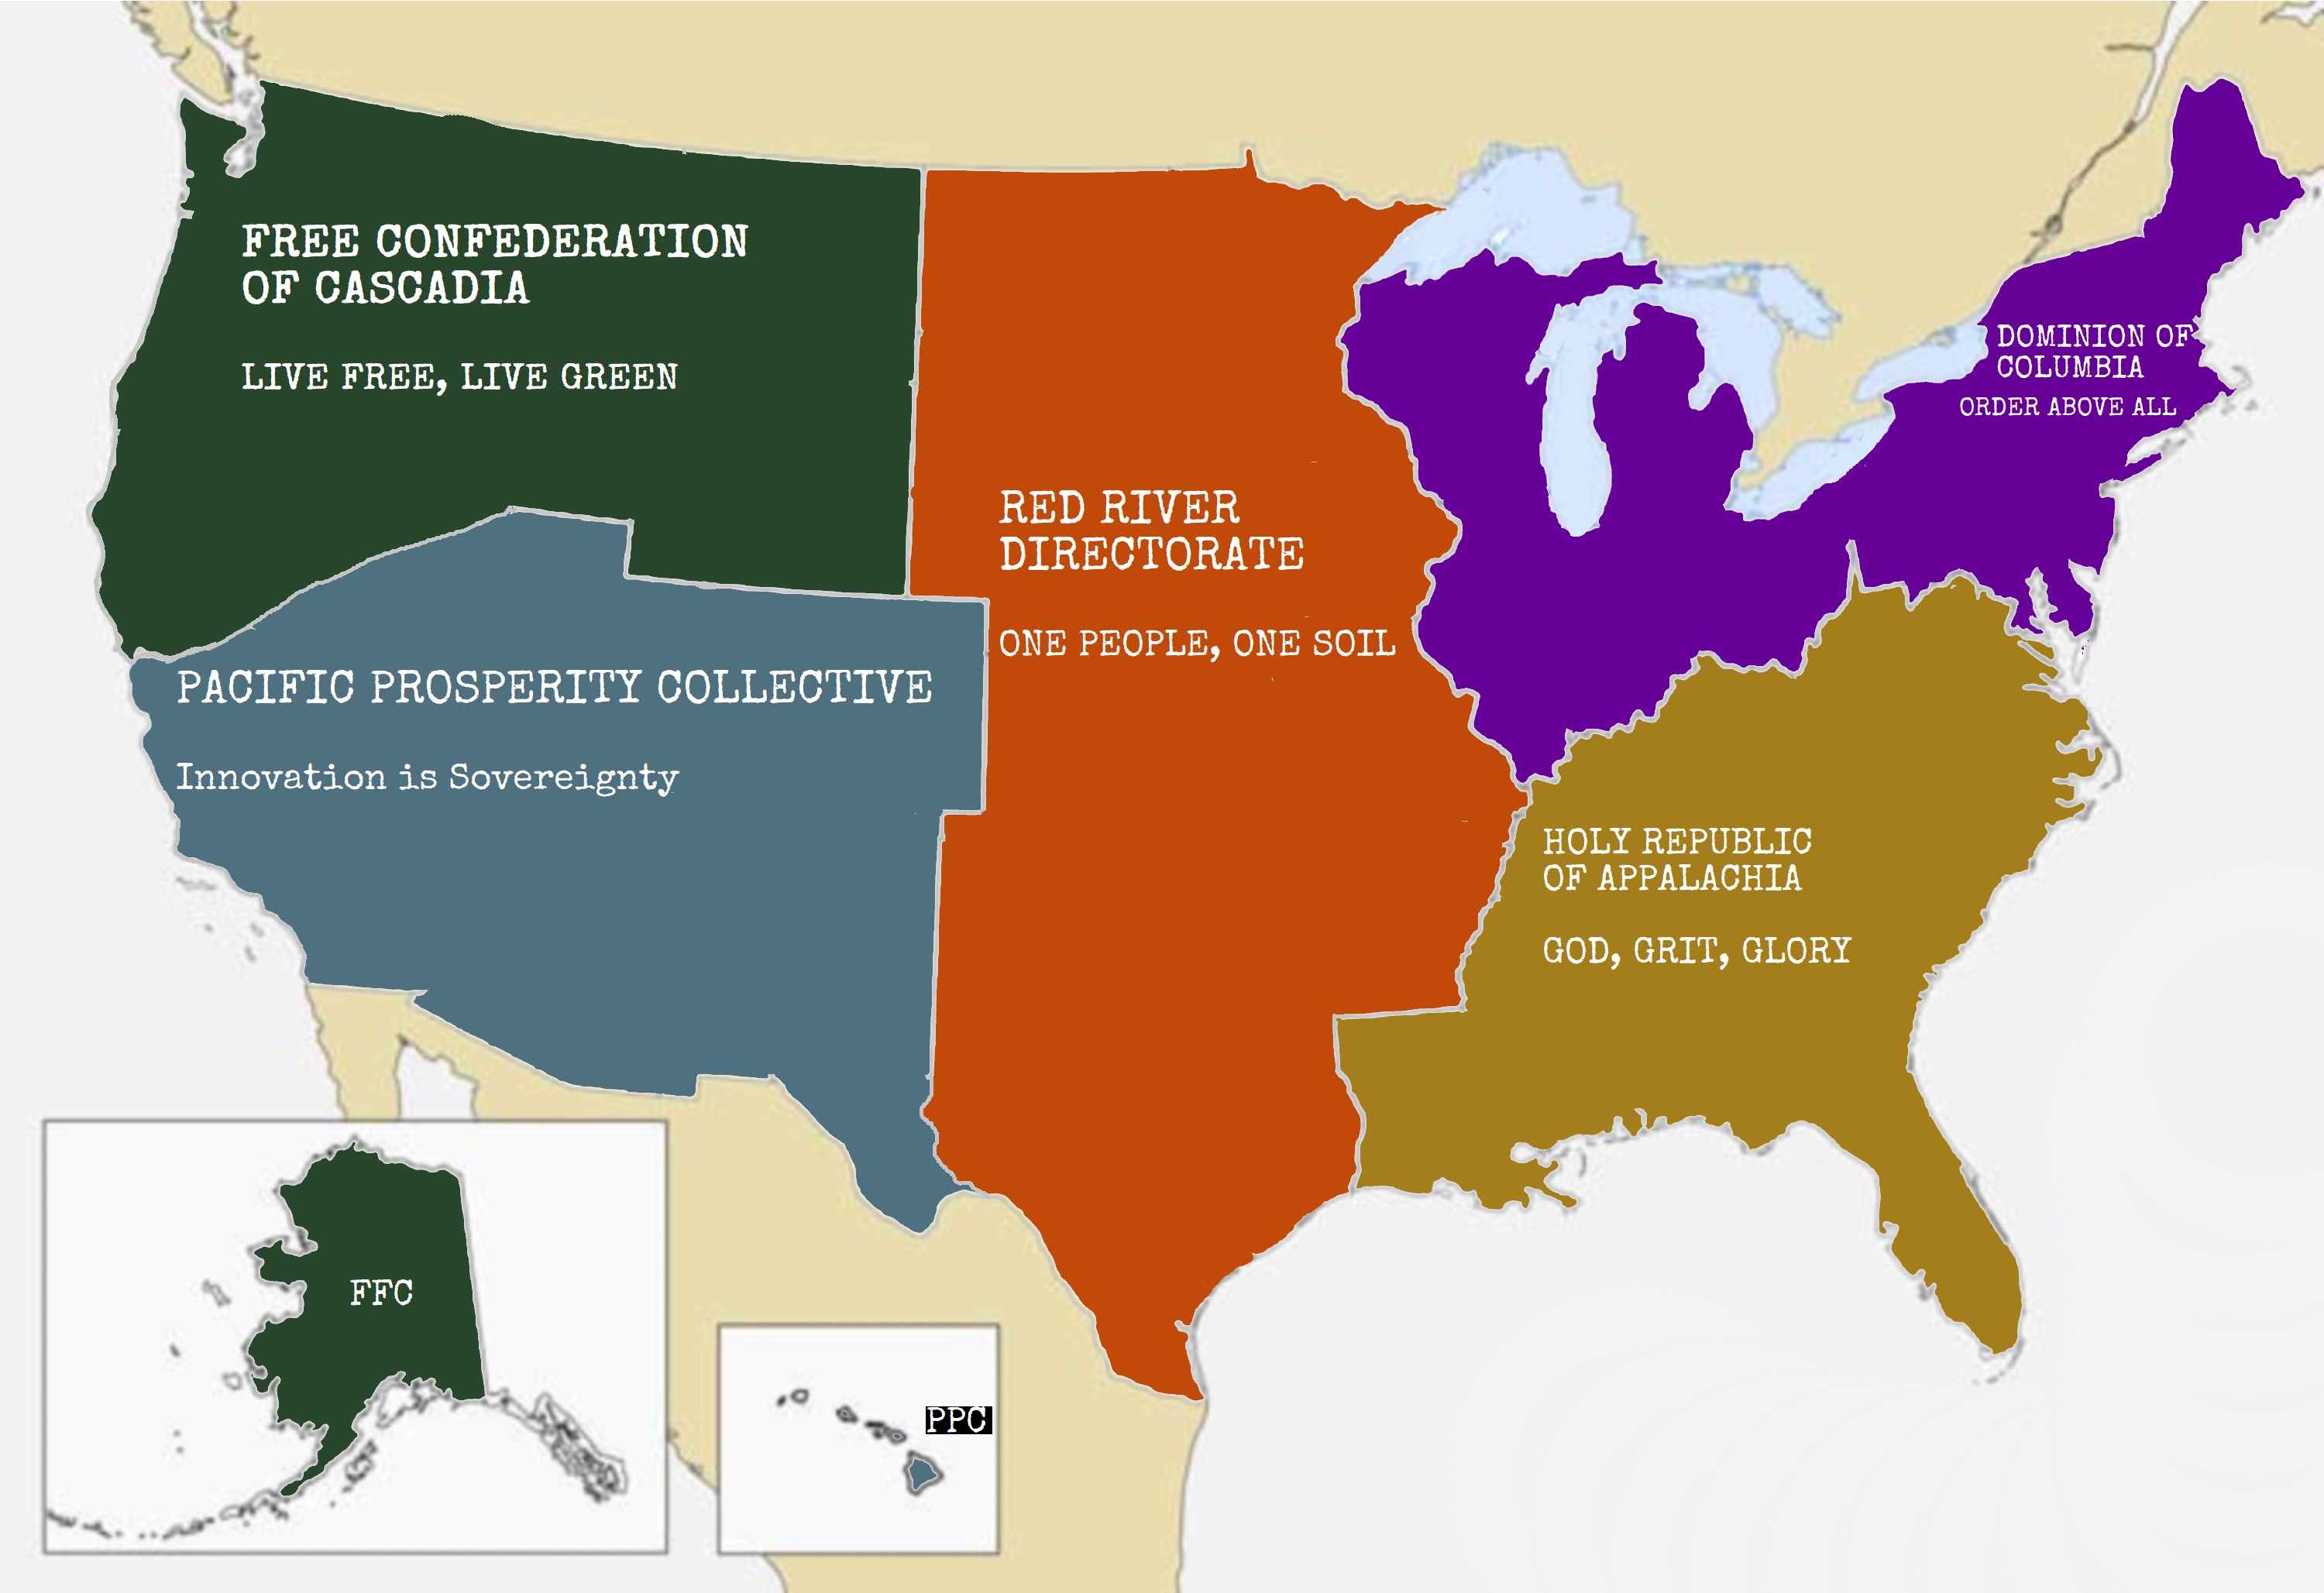 FREE CONFEDERATION
OF CASCADIA
LIVE FREE, LIVE GREEN
DOMINION OF
COLUMBIA
ORDER ABOVE ALL
RED RIVER
DIRECTORATE
ONE PEOPLE, ONE SOIL
PACIFIC PROSPERITY COLLECTIVE
Innovation is Sovereignty
HOLY REPUBLIC
OF APPALACHIA
GOD, GRIT, GLORY
FFC
PPC